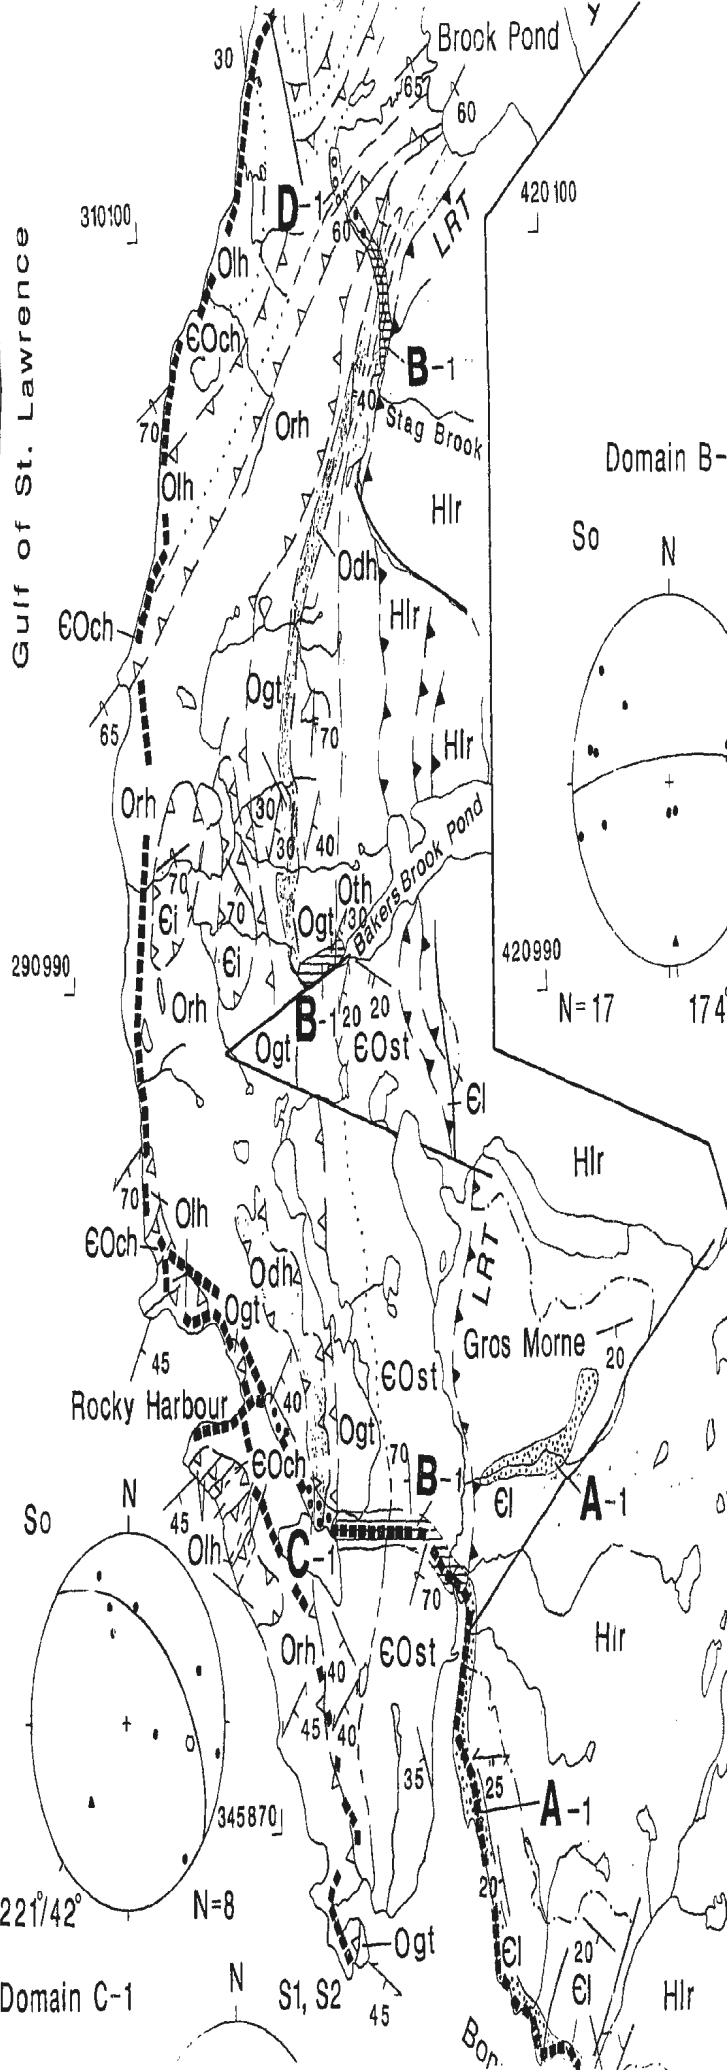 Brook Pond
y
30
65
60
D-1
310100
420100
60
LRT
Olh
Gulf of St. Lawrence
ЄOch
B-1
40
Stag Brook
70
Orh
Olh
Hlr
Domain B-
So
N
Odh
ЄOch
Hlr
Ogt
65
70
Hlr
Orh
30
30
40
70
Oth
Bakers Brook Pond
Єi
70
Ogt
30
290990
Єi
420990
Orh
B-1
20
20
N=17
174°
Ogt
ЄOst
Єl
Hlr
70
Olh
ЄOch
LRT
Odh
Ogt
Gros Morne
20
45
ЄOst
Rocky Harbour
40
Ogt
70
ЄOch
B-1
Єl
A-1
So
N
45
Olh
C-1
70
Hlr
Orh
ЄOst
40
45
40
35
25
A-1
345870
20
221°/42°
N=8
Ogt
Єl
20
Єl
Hlr
Domain C-1
N
S1, S2
45
Bon